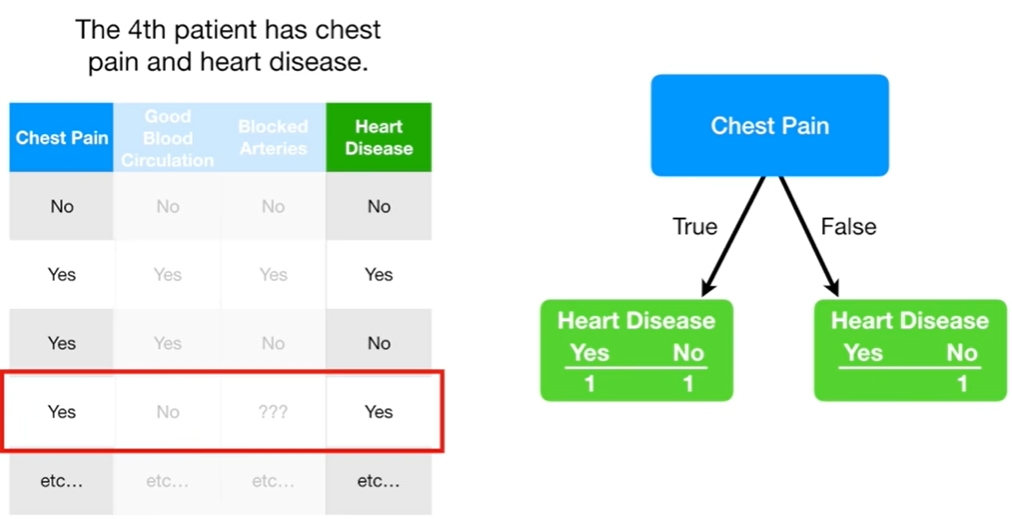 The 4th patient has chest
pain and heart disease.
Chest Pain
Good
Blood
Circulation
Blocked
Arteries
Heart
Disease
No No No No
Yes Yes Yes Yes
Yes Yes No No
Yes No ??? Yes
etc... etc... etc... etc...
Chest Pain
True False
Heart Disease
Yes No
1 1
Heart Disease
Yes No
1